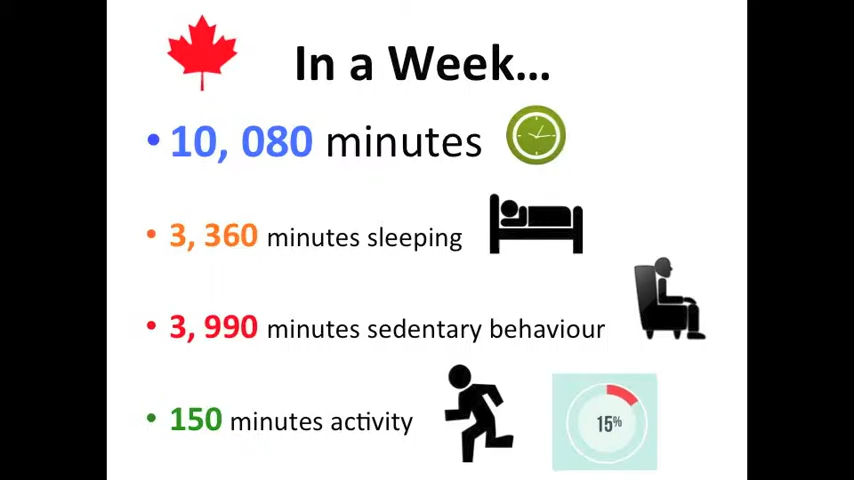 In a Week...
• 10, 080 minutes
• 3, 360 minutes sleeping
• 3, 990 minutes sedentary behaviour
• 150 minutes activity
15%